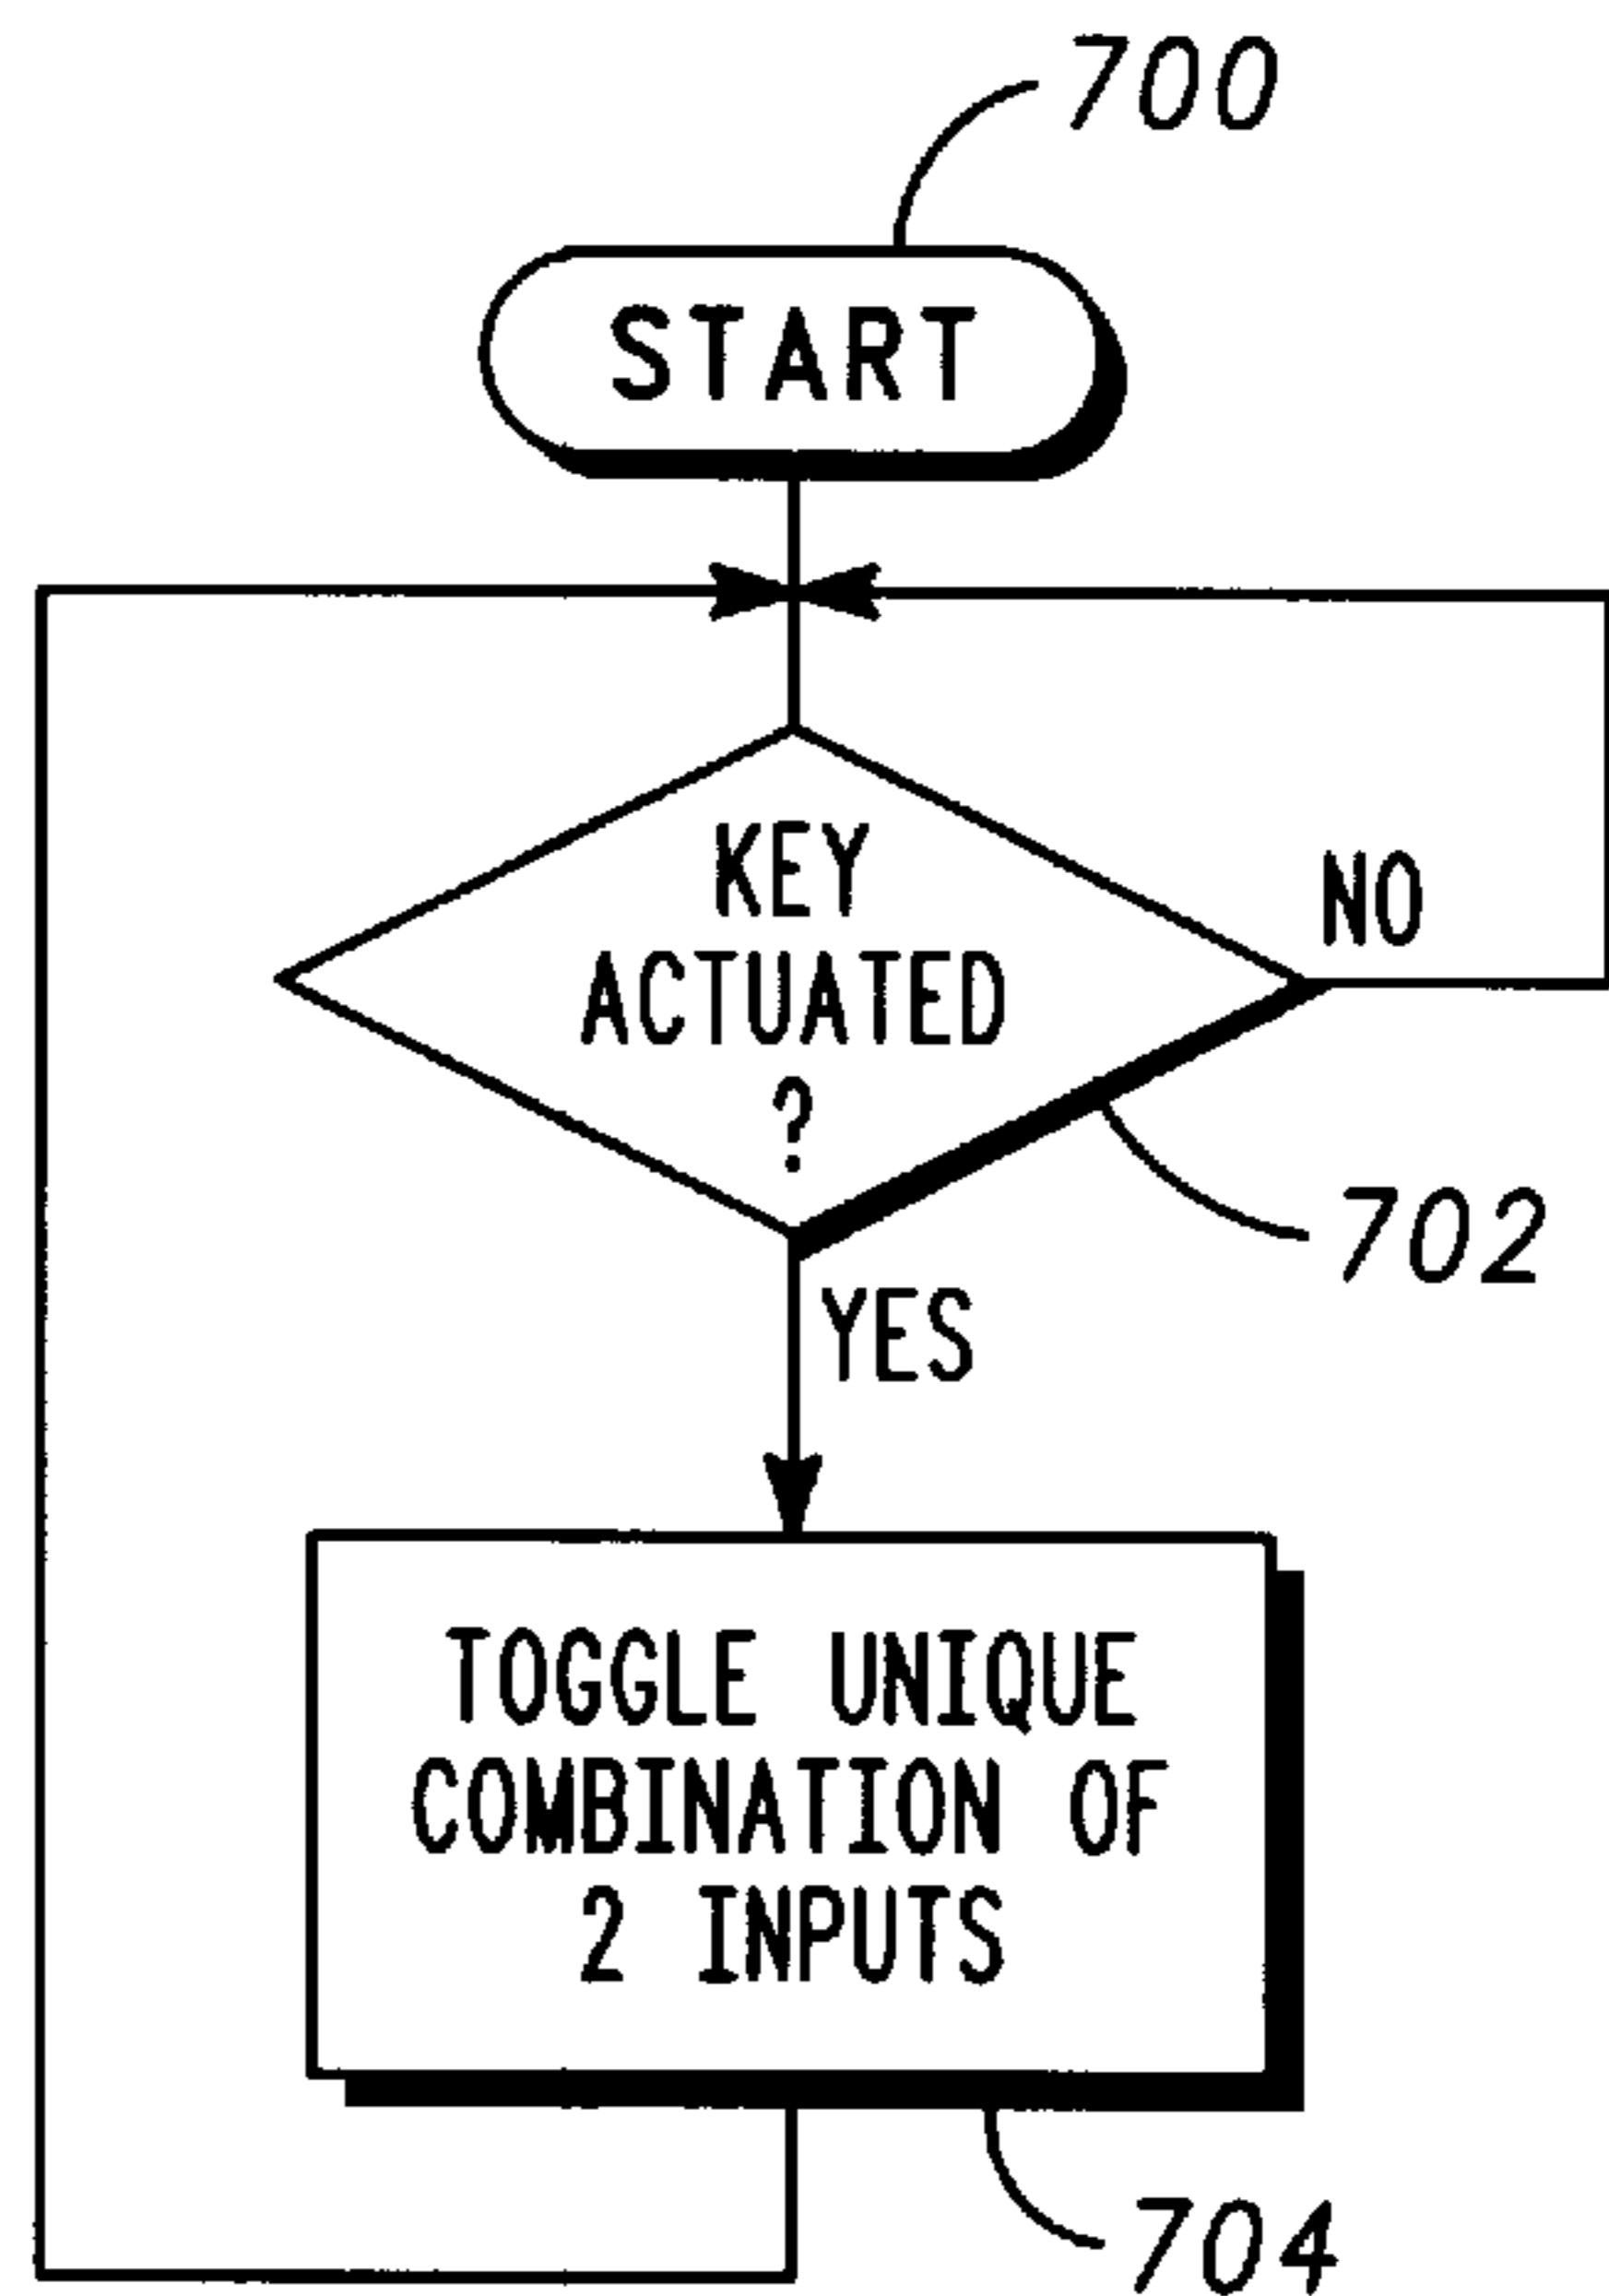 700
START
KEY
ACTUATED
?
NO
702
YES
TOGGLE UNIQUE
COMBINATION OF
2 INPUTS
704